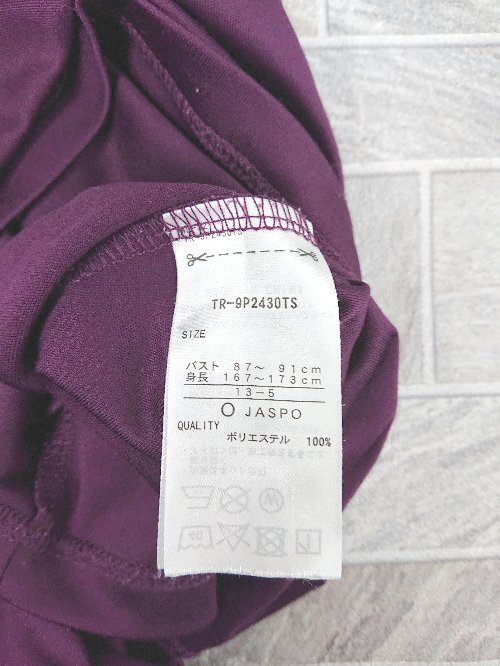 TR-9P2430TS
SIZE
バスト 87～ 91cm
身長 167～173cm
13-5
O JASPO
QUALITY
ポリエステル 100%